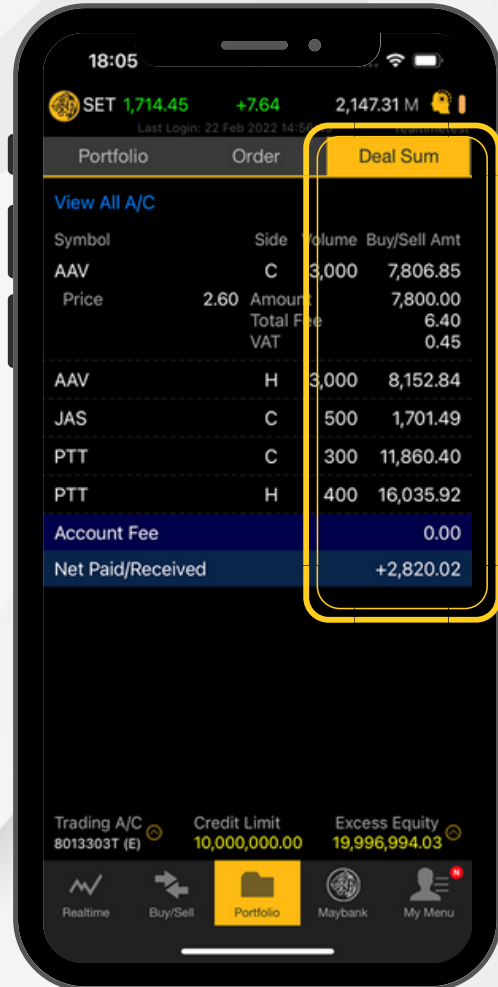 18:05
SET 1,714.45 +7.64 2,147.31 M
Last Login: 22 Feb 2022 14:56
Portfolio Order Deal Sum
View All A/C
Symbol Side Volume Buy/Sell Amt
AAV C 3,000 7,806.85
Price 2.60 Amount 7,800.00
Total Fee 6.40
VAT 0.45
AAV H 3,000 8,152.84
JAS C 500 1,701.49
PTT C 300 11,860.40
PTT H 400 16,035.92
Account Fee 0.00
Net Paid/Received +2,820.02
Trading A/C Credit Limit Excess Equity
8013303T (E) 10,000,000.00 19,996,994.03
N
Realtime Buy/Sell Portfolio Maybank My Menu